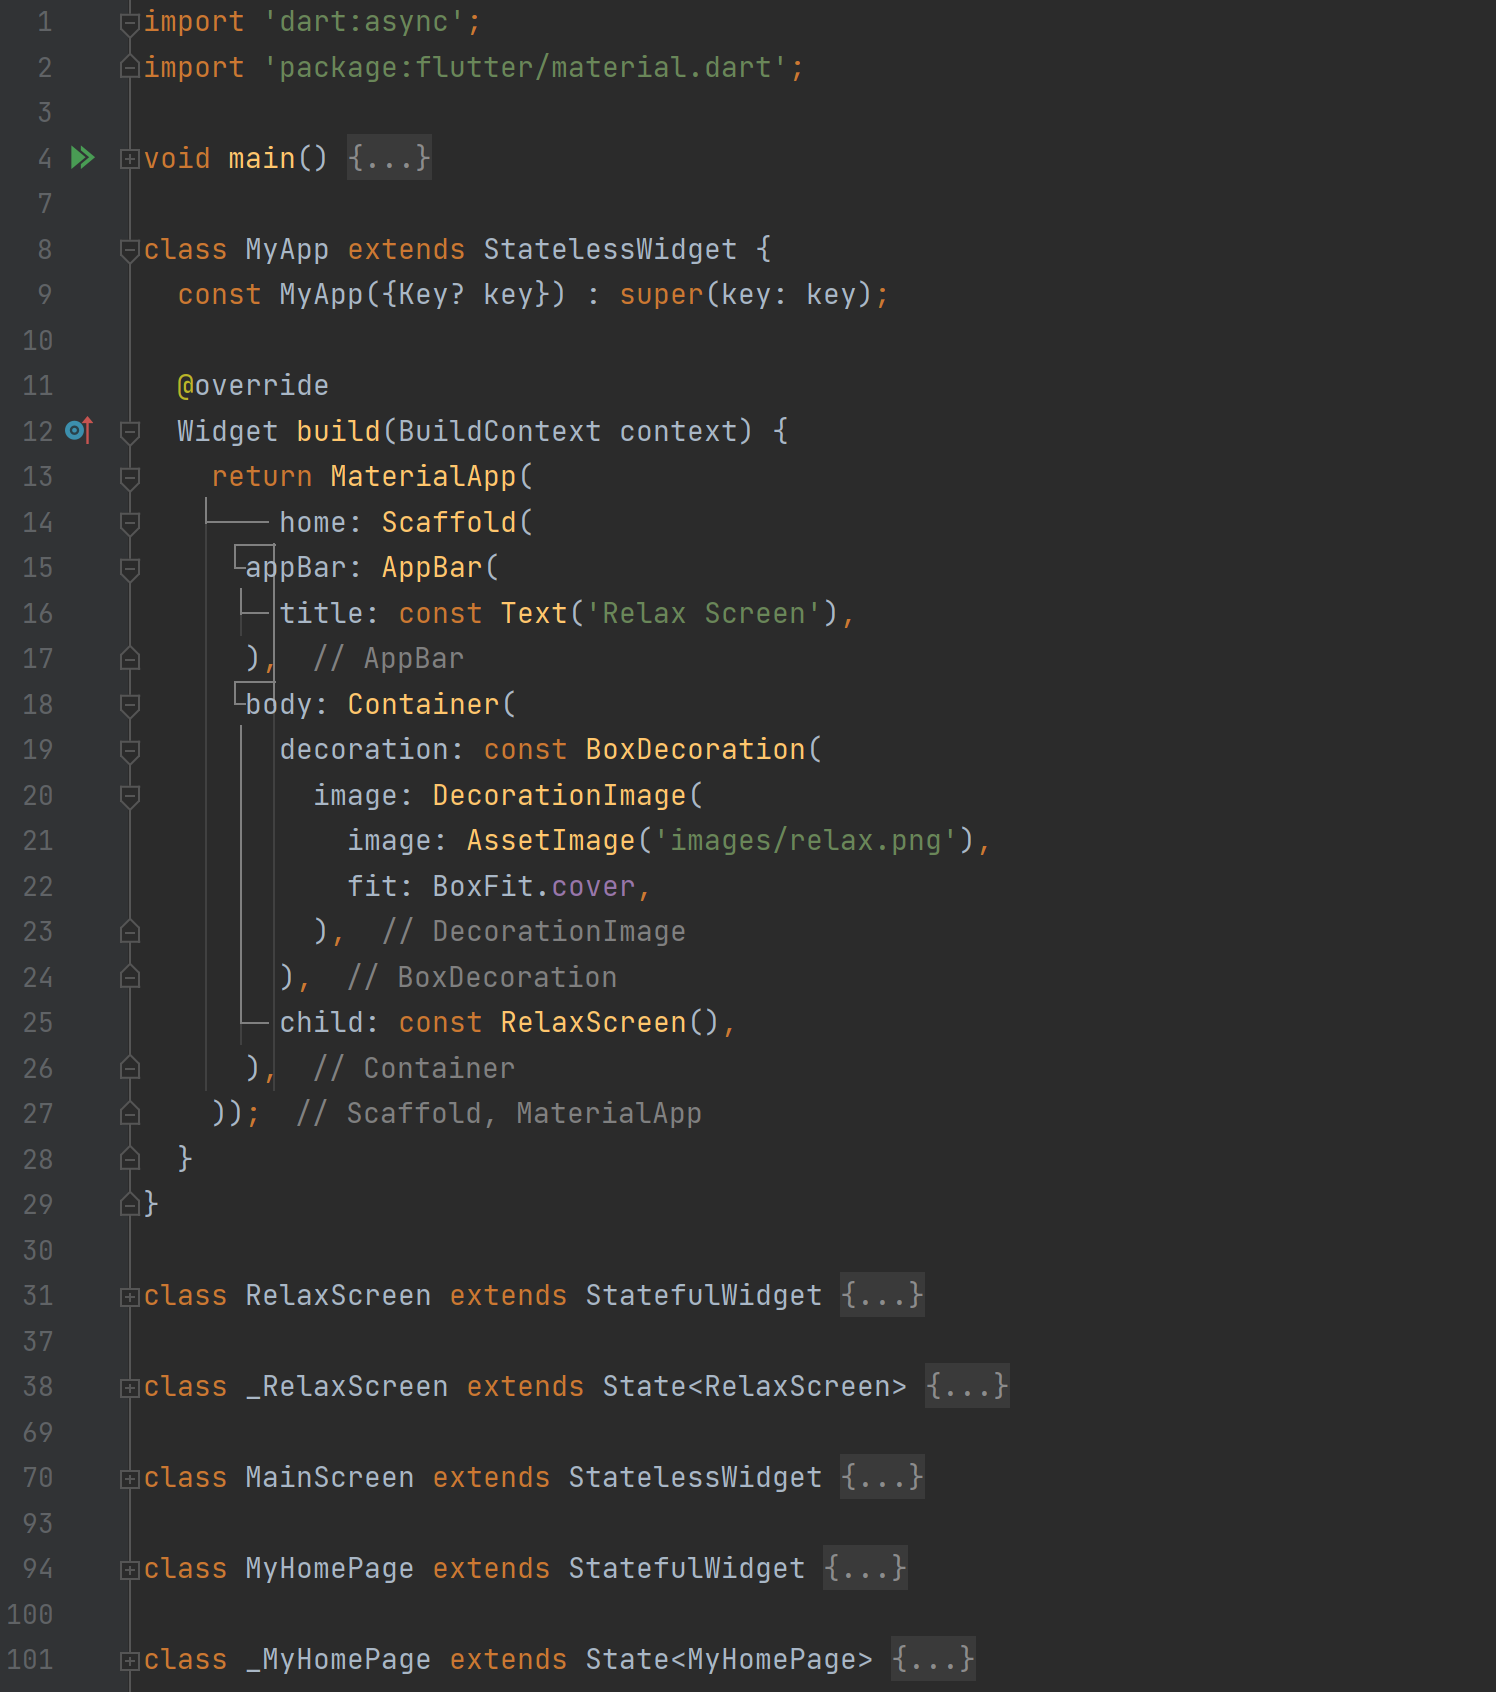 1 import 'dart:async';
2 import 'package:flutter/material.dart';
3
4 void main() {...}
7
8 class MyApp extends StatelessWidget {
9   const MyApp({Key? key}) : super(key: key);
10
11   @override
12   Widget build(BuildContext context) {
13     return MaterialApp(
14         home: Scaffold(
15       appBar: AppBar(
16         title: const Text('Relax Screen'),
17       ),  // AppBar
18       body: Container(
19         decoration: const BoxDecoration(
20           image: DecorationImage(
21             image: AssetImage('images/relax.png'),
22             fit: BoxFit.cover,
23           ),  // DecorationImage
24         ),  // BoxDecoration
25         child: const RelaxScreen(),
26       ),  // Container
27     ));  // Scaffold, MaterialApp
28   }
29 }
30
31 class RelaxScreen extends StatefulWidget {...}
37
38 class _RelaxScreen extends State<RelaxScreen> {...}
69
70 class MainScreen extends StatelessWidget {...}
93
94 class MyHomePage extends StatefulWidget {...}
100
101 class _MyHomePage extends State<MyHomePage> {...}